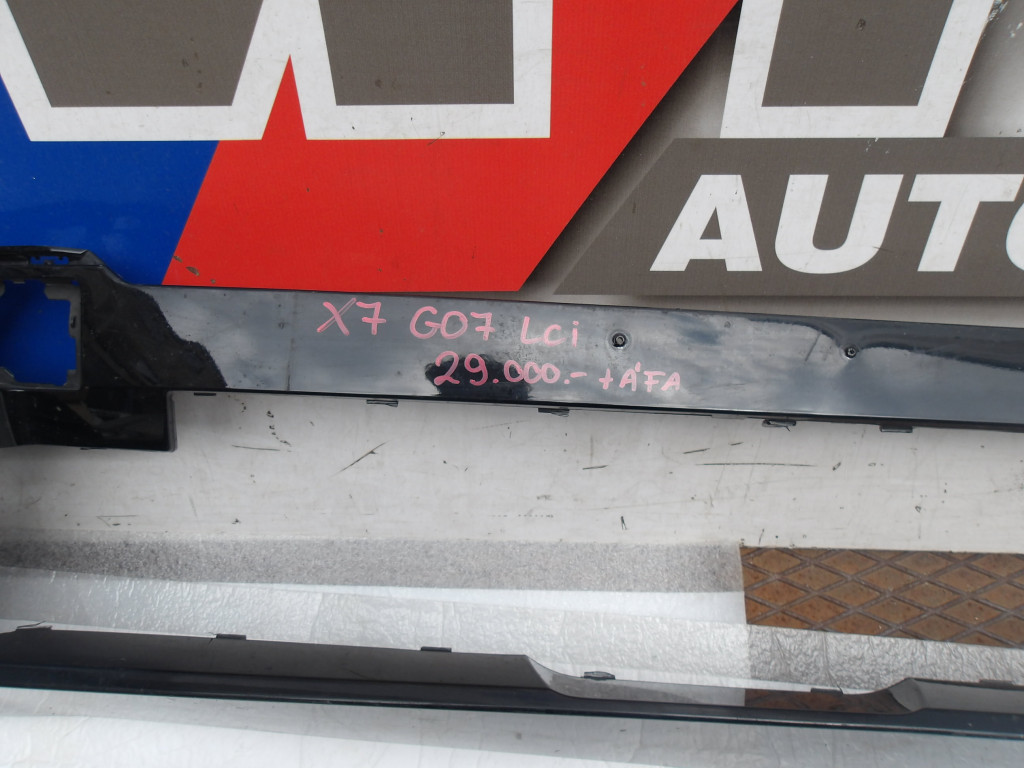 AUTO
X7 G07 LCi
29.000.- +ÁFA